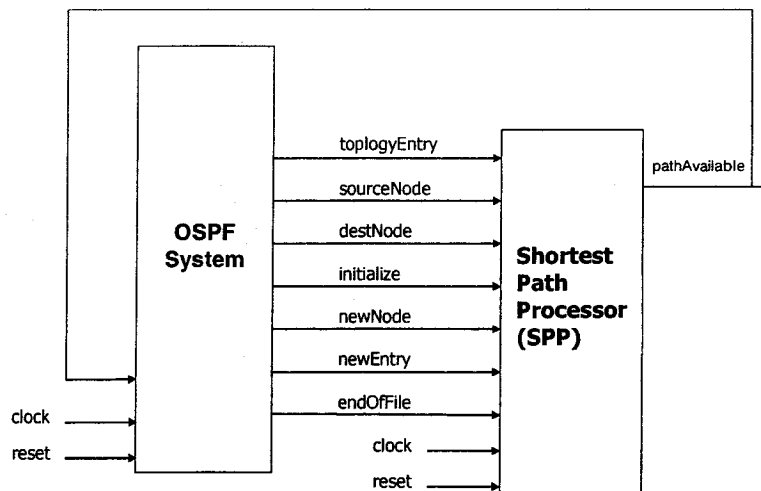 toplogyEntry
pathAvailable
sourceNode
OSPF
System
destNode
Shortest
Path
Processor
(SPP)
initialize
newNode
newEntry
endOfFile
clock
reset
clock
reset